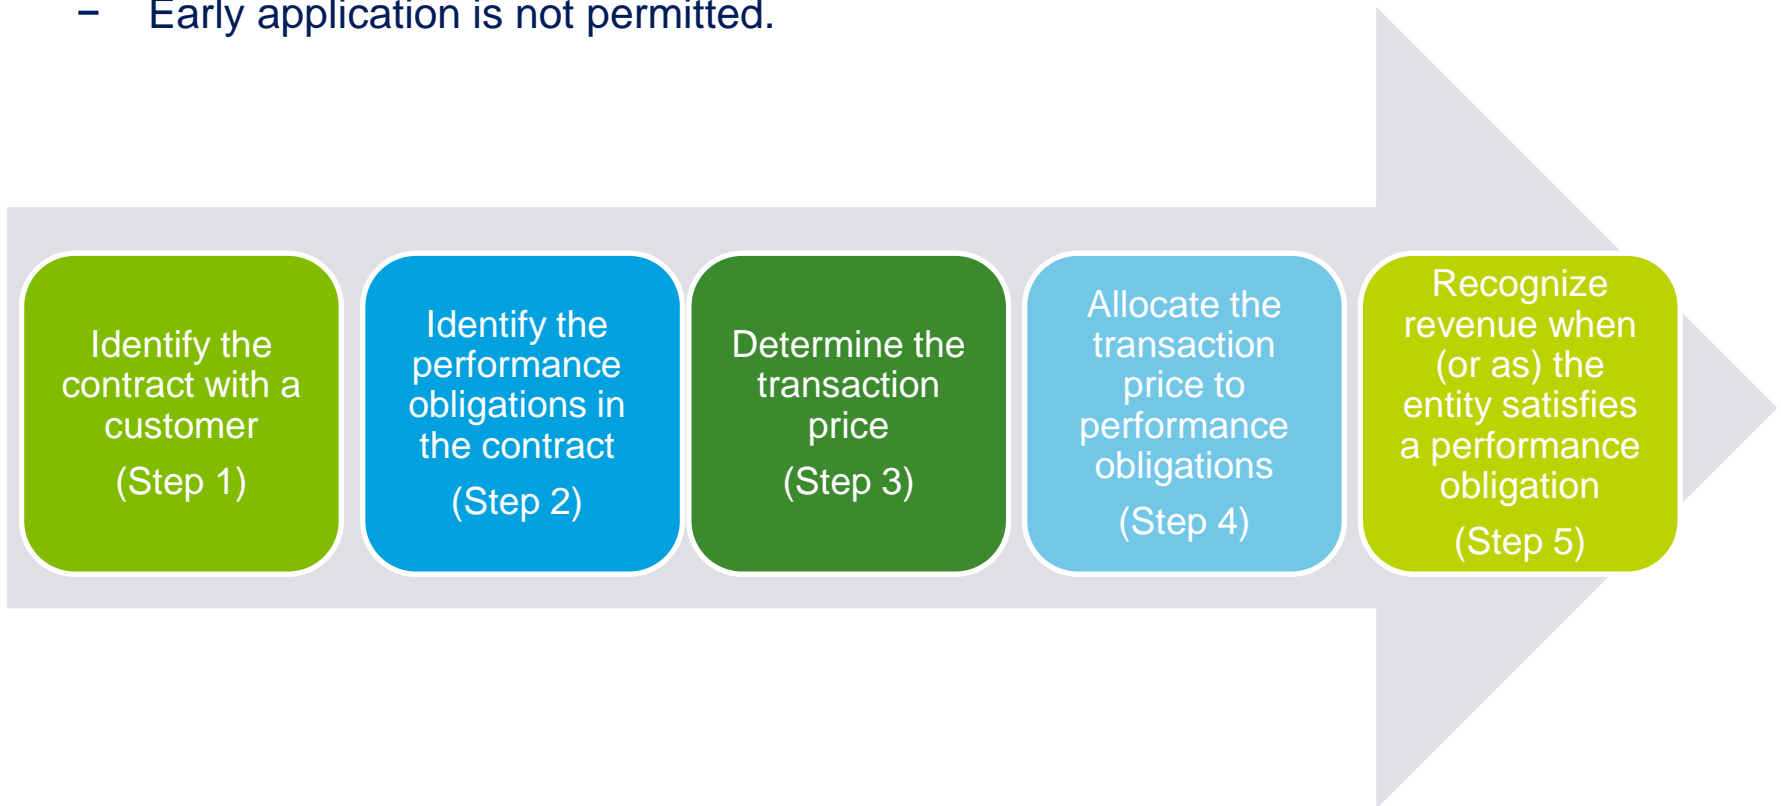 – Early application is not permitted.
Identify the
contract with a
customer
(Step 1)
Identify the
performance
obligations in
the contract
(Step 2)
Determine the
transaction
price
(Step 3)
Allocate the
transaction
price to
performance
obligations
(Step 4)
Recognize
revenue when
(or as) the
entity satisfies
a performance
obligation
(Step 5)